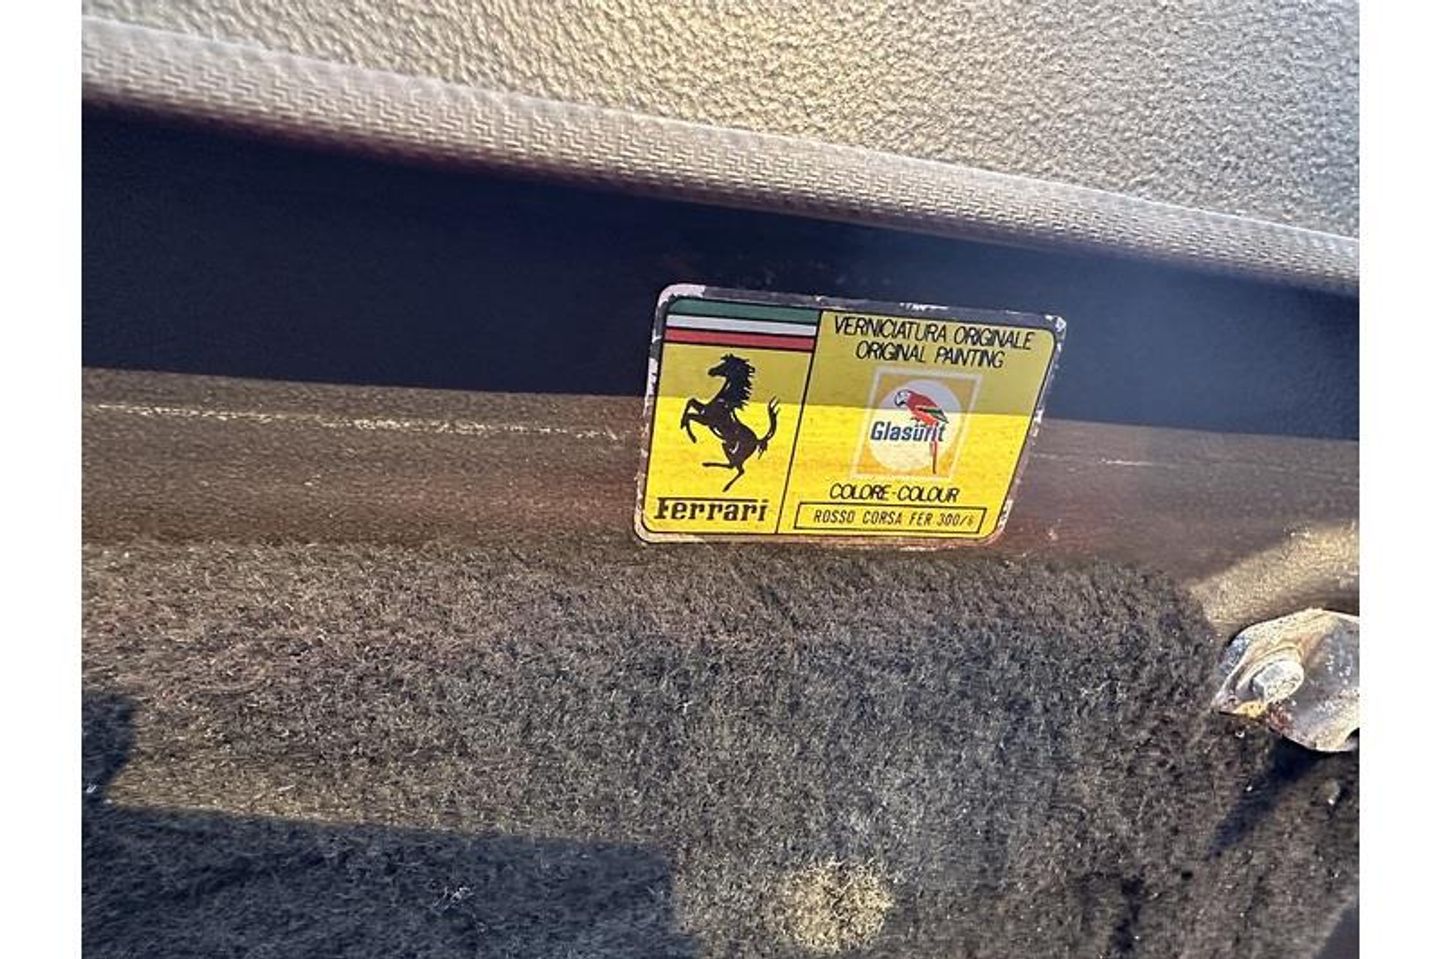 VERNICIATURA ORIGINALE
ORIGINAL PAINTING
Glasurit
COLORE-COLOUR
ROSSO CORSA FER 300/6
Ferrari